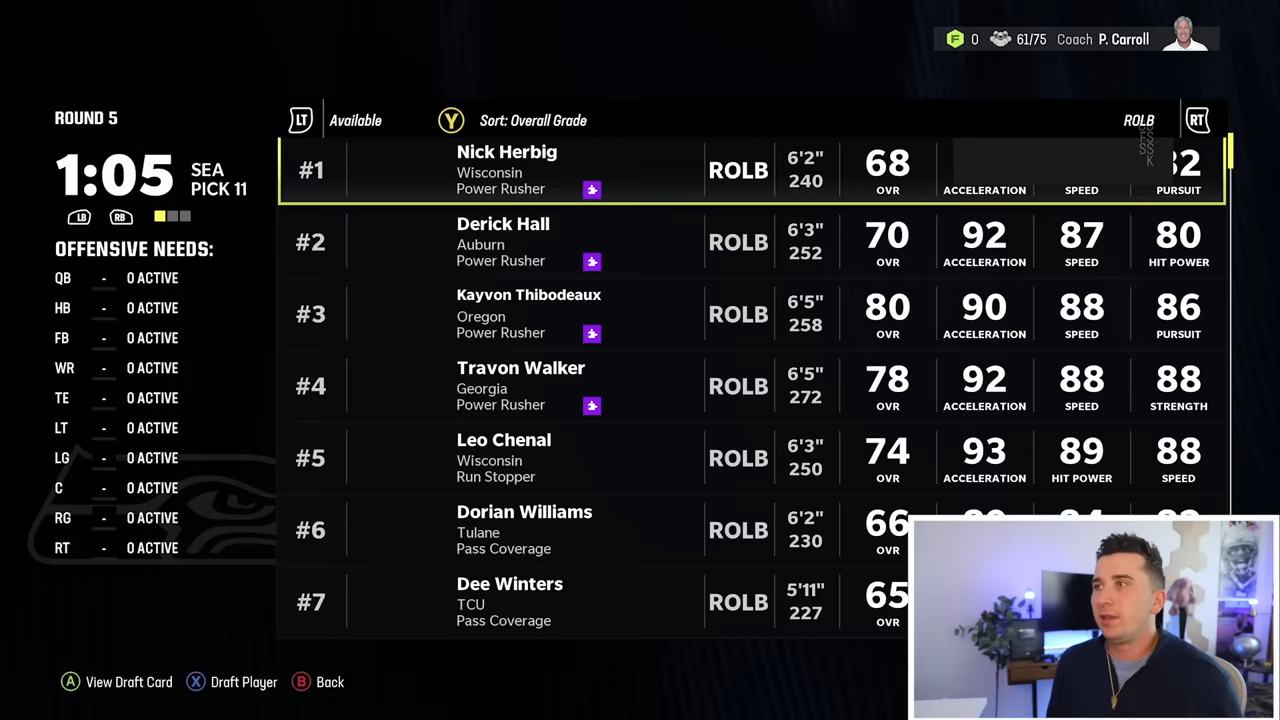 F 0 61/75 Coach P. Carroll
ROUND 5
1:05 SEA PICK 11
LB RB
OFFENSIVE NEEDS:
QB - 0 ACTIVE
HB - 0 ACTIVE
FB - 0 ACTIVE
WR - 0 ACTIVE
TE - 0 ACTIVE
LT - 0 ACTIVE
LG - 0 ACTIVE
C - 0 ACTIVE
RG - 0 ACTIVE
RT - 0 ACTIVE
LT Available Y Sort: Overall Grade ROLB RT
#1 Nick Herbig ROLB 6'2" 68
Wisconsin 240
Power Rusher OVR ACCELERATION SPEED PURSUIT
#2 Derick Hall ROLB 6'3" 70 92 87 80
Auburn 252
Power Rusher OVR ACCELERATION SPEED HIT POWER
#3 Kayvon Thibodeaux ROLB 6'5" 80 90 88 86
Oregon 258
Power Rusher OVR ACCELERATION SPEED PURSUIT
#4 Travon Walker ROLB 6'5" 78 92 88 88
Georgia 272
Power Rusher OVR ACCELERATION SPEED STRENGTH
#5 Leo Chenal ROLB 6'3" 74 93 89 88
Wisconsin 250
Run Stopper OVR ACCELERATION HIT POWER SPEED
#6 Dorian Williams ROLB 6'2" 66
Tulane 230
Pass Coverage OVR
#7 Dee Winters ROLB 5'11" 65
TCU 227
Pass Coverage OVR
A View Draft Card X Draft Player B Back